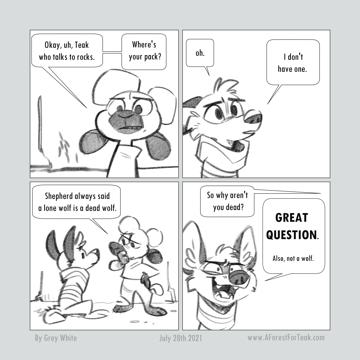 Okay, uh, Teak
who talks to rocks.
Where's
your pack?
oh.
I don't
have one.
Shepherd always said
a lone wolf is a dead wolf.
So why aren't
you dead?
GREAT
QUESTION.
Also, not a wolf.
By Grey White
July 28th 2021
www.AForestForTeak.com